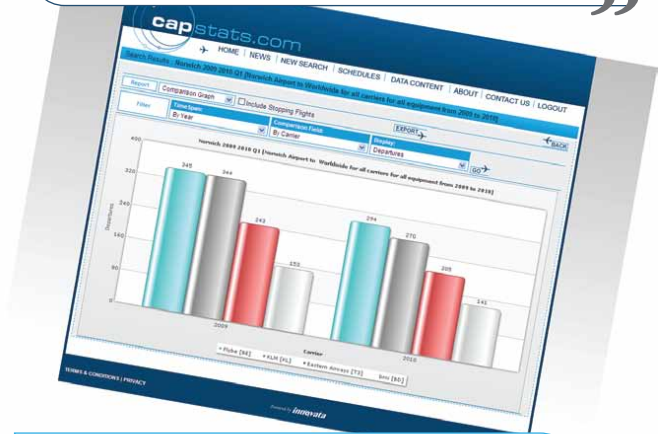 ”
capstats.com
HOME | NEWS | NEW SEARCH | SCHEDULES | DATA CONTENT | ABOUT | CONTACT US | LOGOUT
Search Results : Norwich 2009 2010 Q1 [Norwich Airport to Worldwide for all carriers for all equipment from 2009 to 2010]
Report Comparison Graph Include Stopping Flights EXPORT BACK
Filter Time Span: Comparison Field: Display:
By Year By Carrier Departures GO
Norwich 2009 2010 Q1 [Norwich Airport to Worldwide for all carriers for all equipment from 2009 to 2010]
400
320
240
160
80
0
Departures
345 344 243 294 270 205
2009 2010
Carrier
Flybe [BE] KLM [KL] Eastern Airways [T3] bmi [BD]
TERMS & CONDITIONS | PRIVACY
Powered by innovata